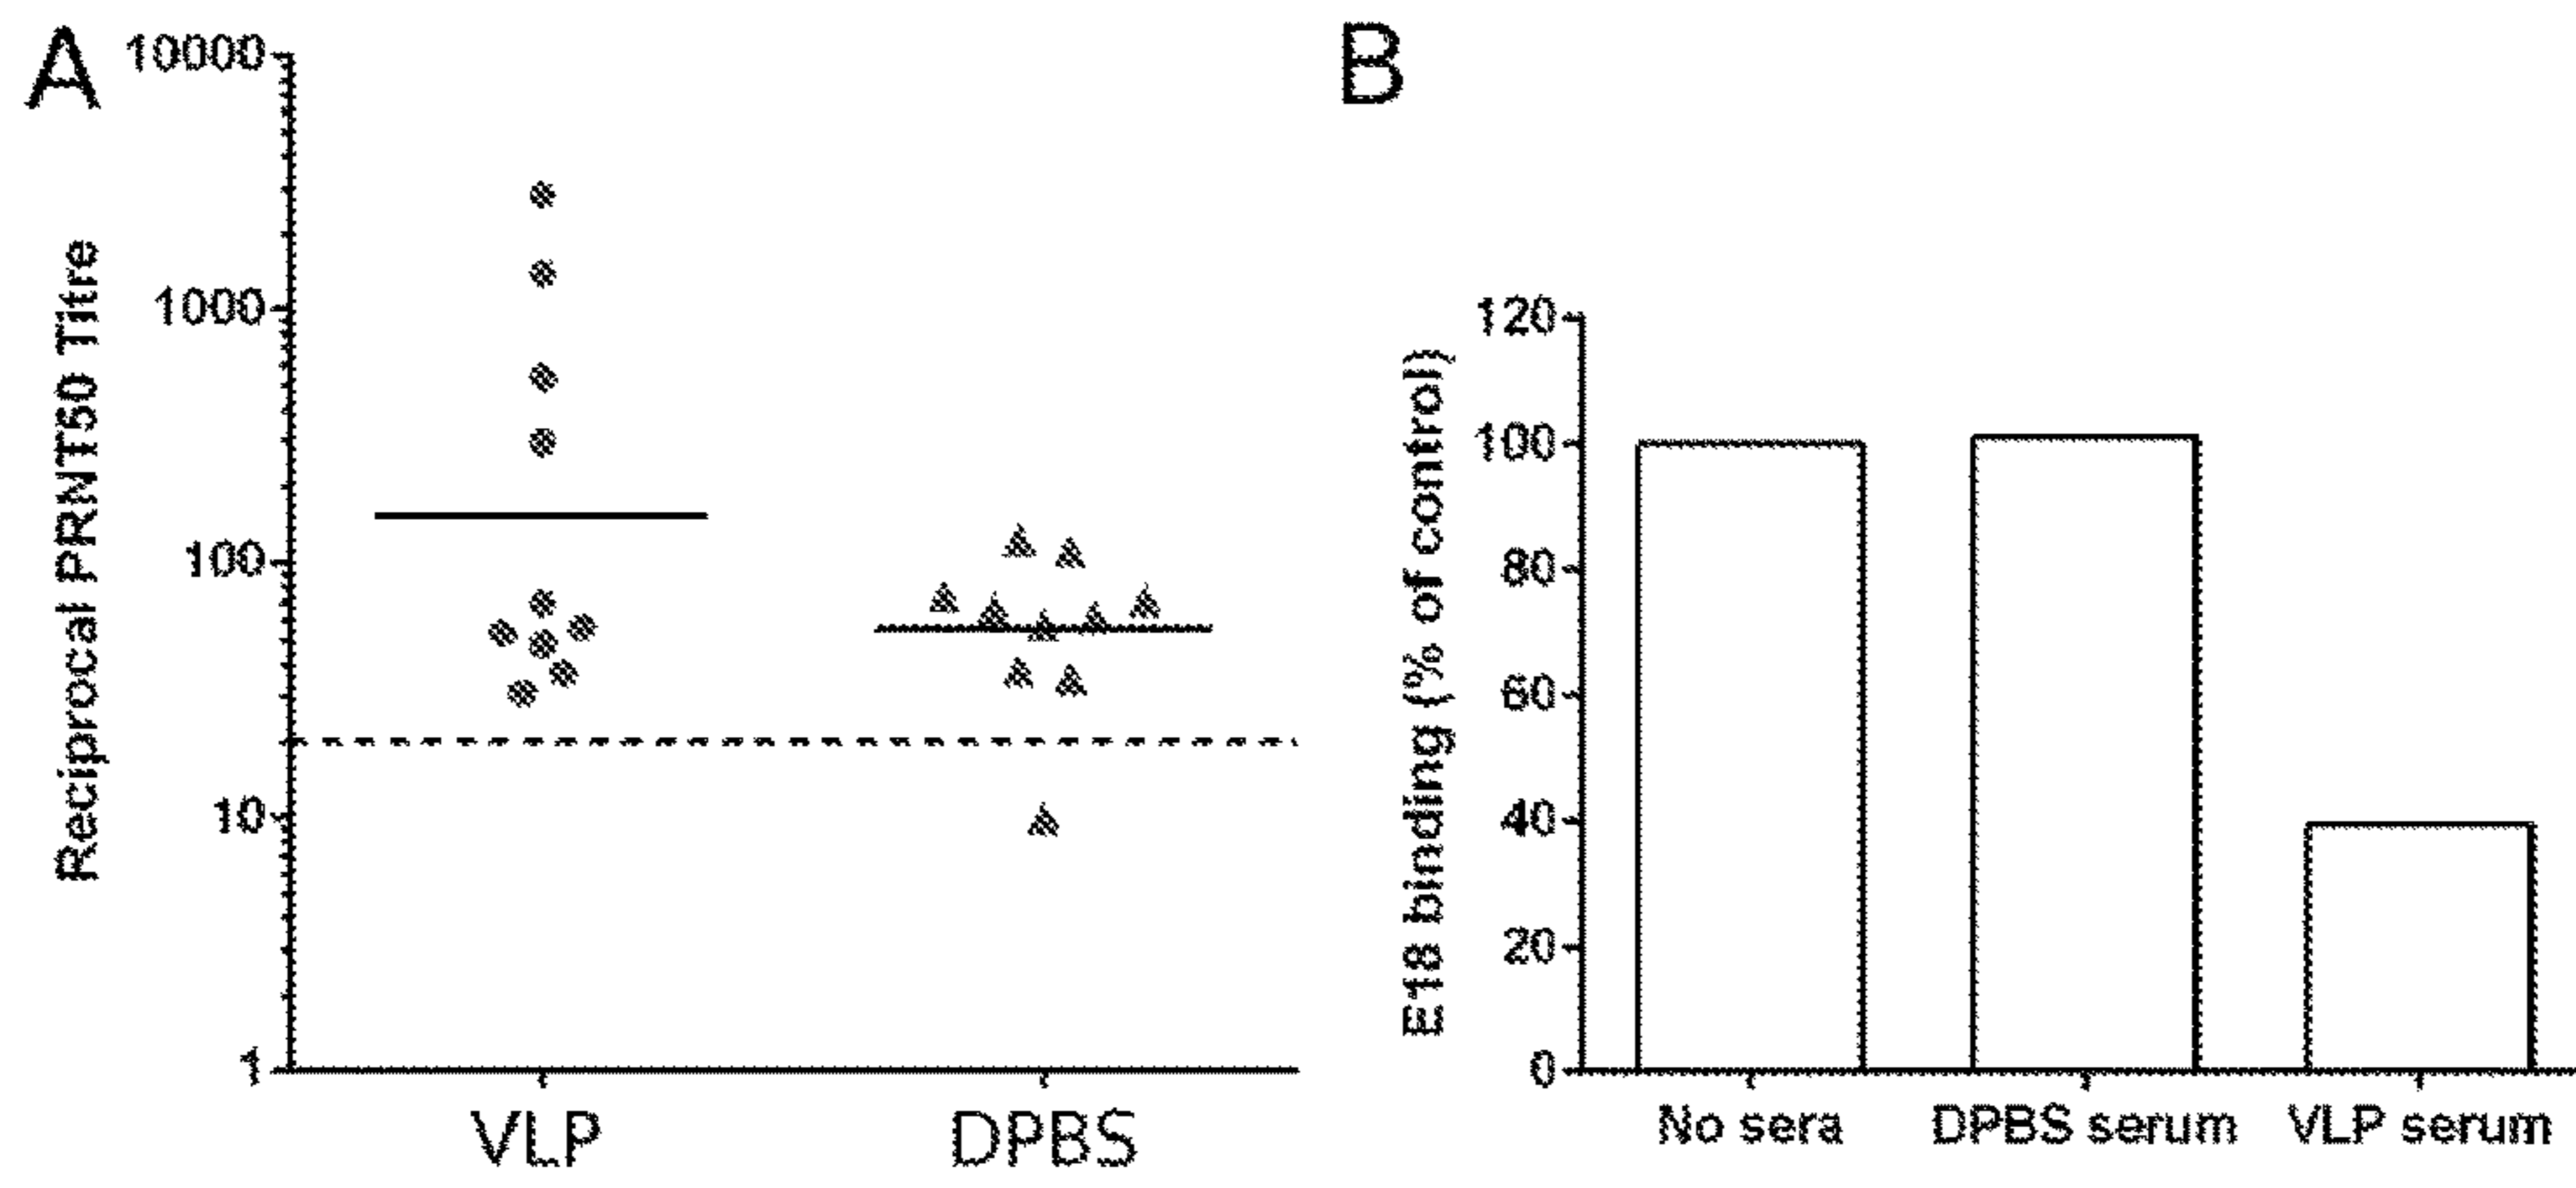 A
10000
1000
100
10
1
Reciprocal PRNT50 Titre
VLP
DPBS
B
120
100
80
60
40
20
0
E18 binding (% of control)
No sera
DPBS serum
VLP serum